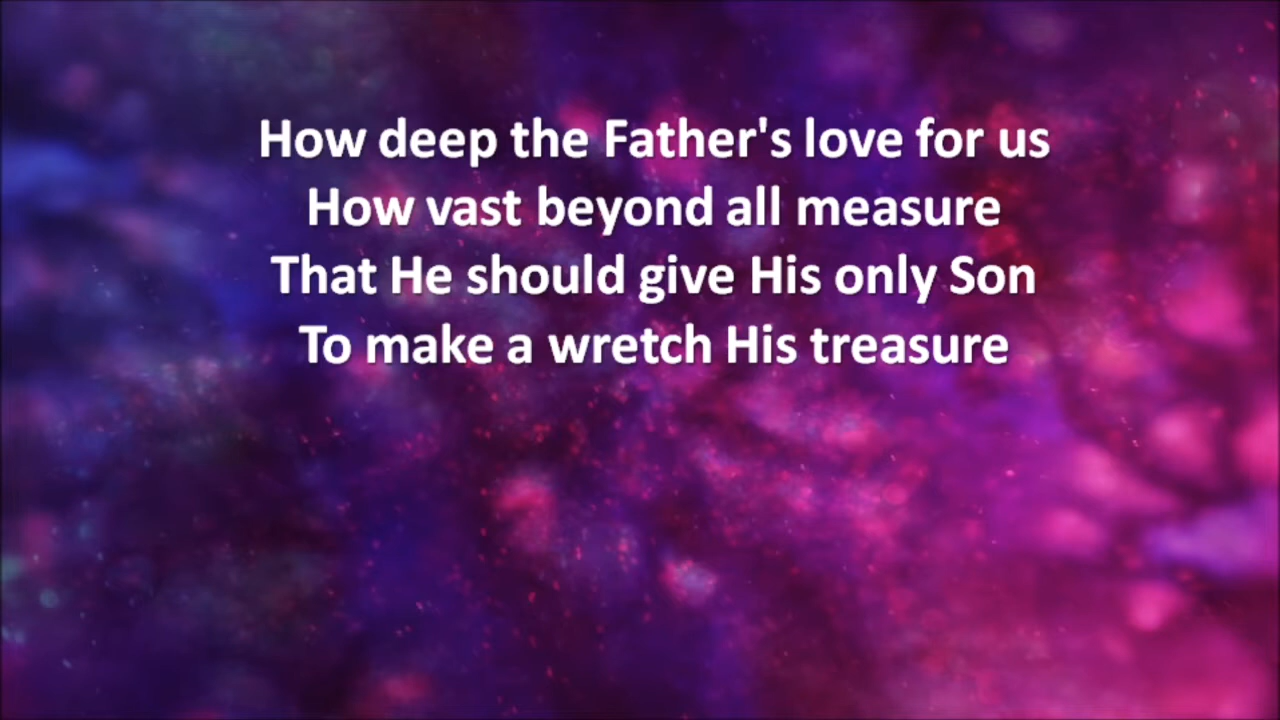 How deep the Father's love for us
How vast beyond all measure
That He should give His only Son
To make a wretch His treasure